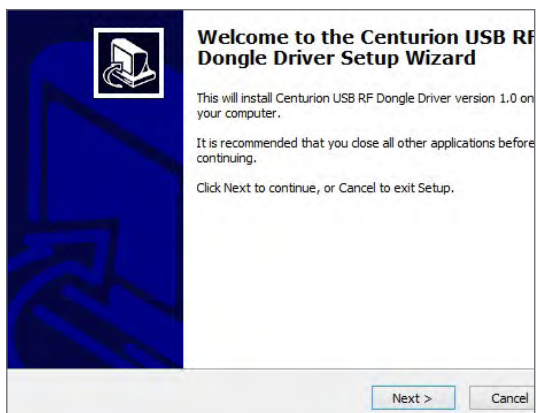 Welcome to the Centurion USB RF
Dongle Driver Setup Wizard
This will install Centurion USB RF Dongle Driver version 1.0 on
your computer.
It is recommended that you close all other applications before
continuing.
Click Next to continue, or Cancel to exit Setup.
Next >
Cancel